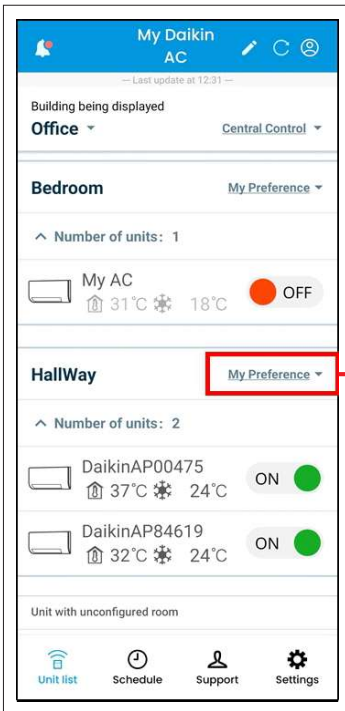 My Daikin
AC
— Last update at 12:31 —
Building being displayed
Office
Central Control
Bedroom
My Preference
Number of units: 1
My AC
31°C 18°C
OFF
HallWay
My Preference
Number of units: 2
DaikinAP00475
37°C 24°C
ON
DaikinAP84619
32°C 24°C
ON
Unit with unconfigured room
Unit list
Schedule
Support
Settings